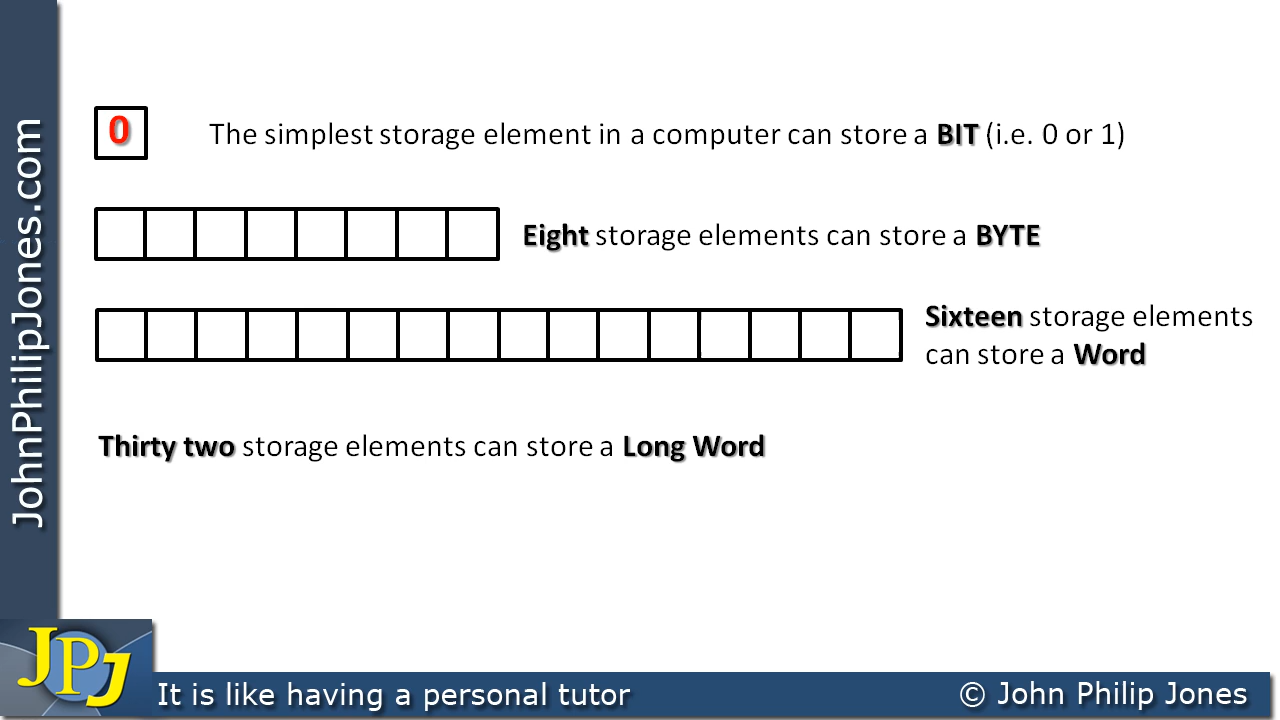 JohnPhilipJones.com
0
The simplest storage element in a computer can store a BIT (i.e. 0 or 1)
Eight storage elements can store a BYTE
Sixteen storage elements
can store a Word
Thirty two storage elements can store a Long Word
JPJ
It is like having a personal tutor
© John Philip Jones